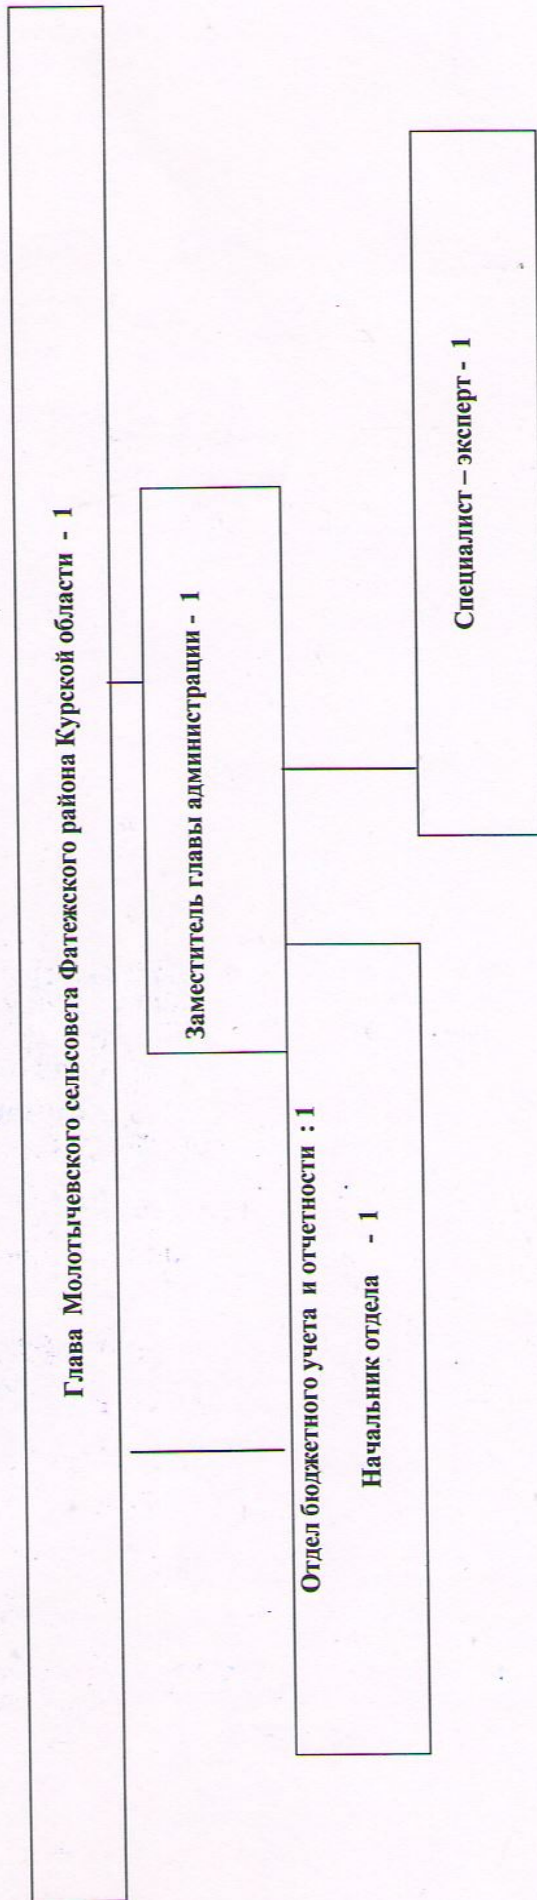 Глава Молотычевского сельсовета Фатежского района Курской области - 1
Заместитель главы администрации - 1
Отдел бюджетного учета и отчетности : 1
Начальник отдела - 1
Специалист – эксперт - 1